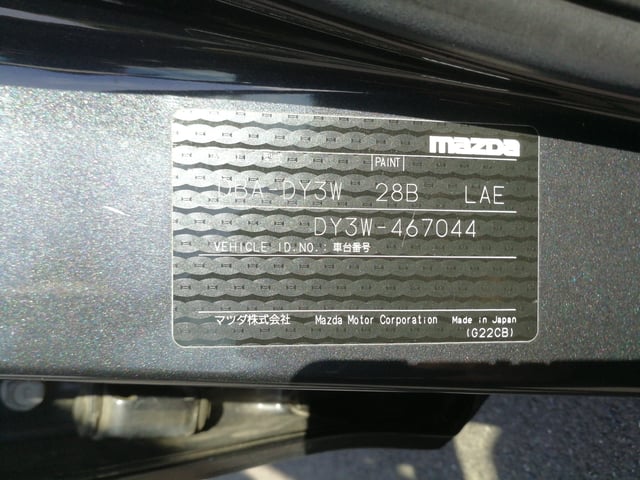 mazda
PAINT
DBA-DY3W 28B LAE
DY3W-467044
VEHICLE ID.NO.: 車台番号
マツダ株式会社 Mazda Motor Corporation Made in Japan
(G22CB)